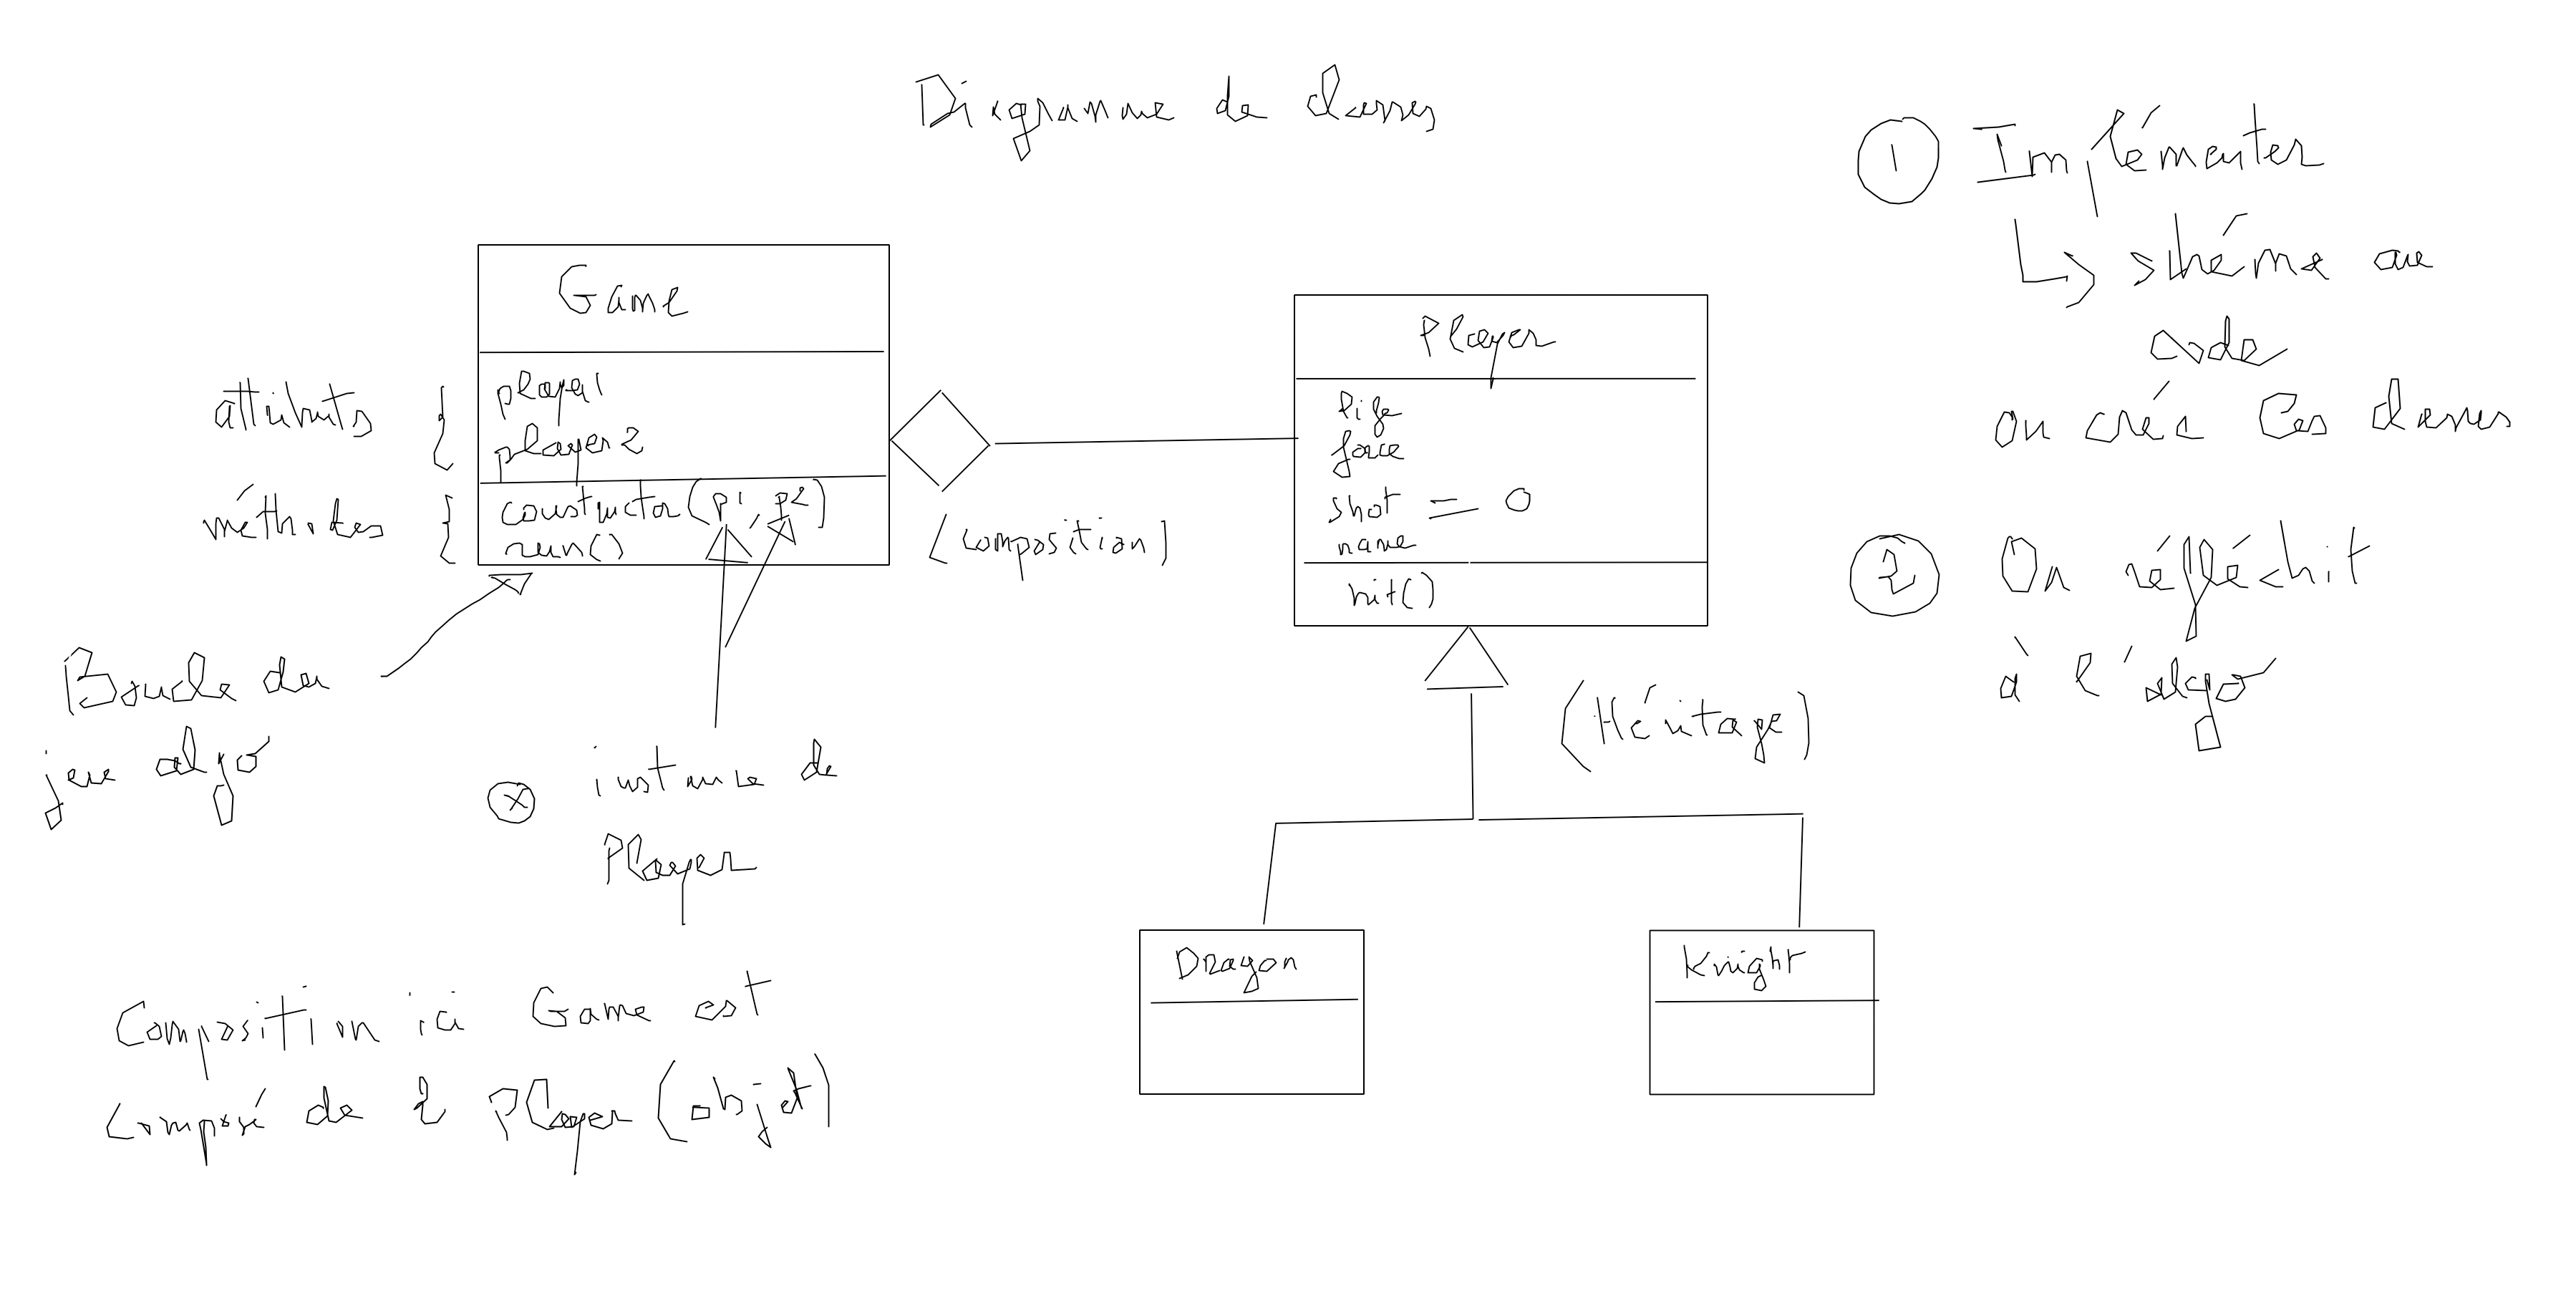 Diagramme de classes
Game
player1
player2
constructor(p1, p2)
run()
attributs {
méthodes {
Boucle du
jeu algo
instance de
Player
(composition)
Player
life
force
shot = 0
name
hit()
(Héritage)
Dragon
Knight
Composition ici Game est
composé de 2 Player (objet)
1 Implémenter
shéma au
code
on créé les classes
2 On réfléchit
à l'algo